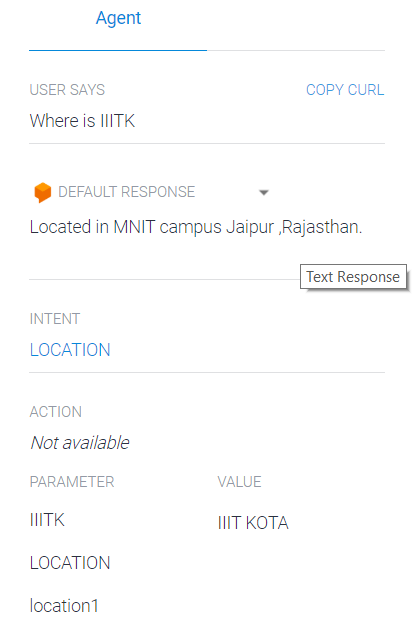 Agent
USER SAYS COPY CURL
Where is IIITK
DEFAULT RESPONSE
Located in MNIT campus Jaipur ,Rajasthan.
Text Response
INTENT
LOCATION
ACTION
Not available
PARAMETER VALUE
IIITK IIIT KOTA
LOCATION
location1